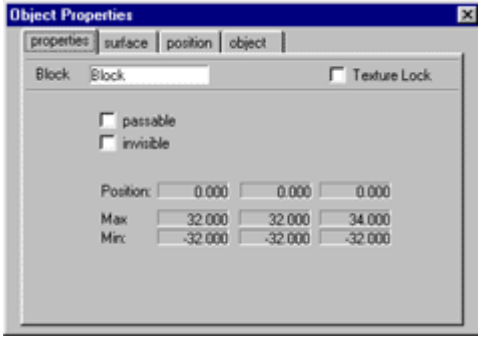 Object Properties
properties surface position object
Block Block Texture Lock
passable
invisible
Position: 0.000 0.000 0.000
Max 32.000 32.000 34.000
Min: -32.000 -32.000 -32.000